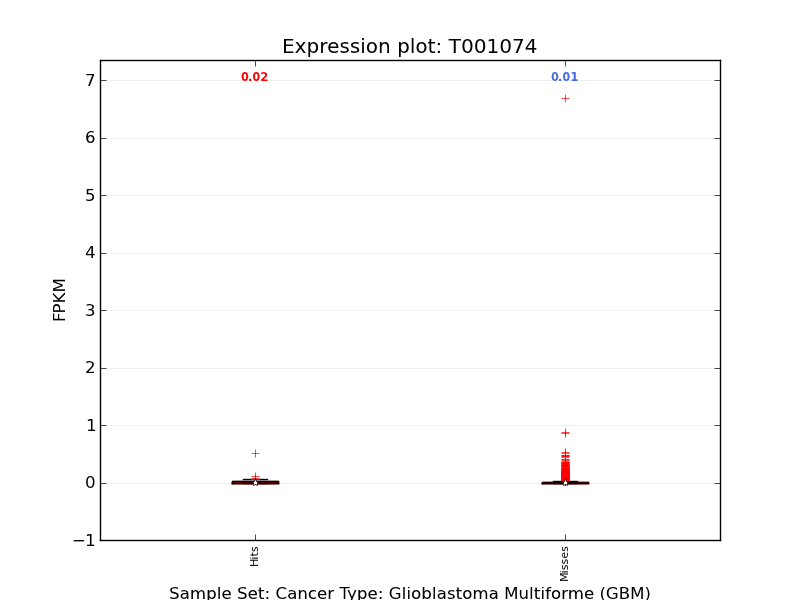 Expression plot: T001074
0.02
0.01
7
6
5
4
3
2
1
0
−1
FPKM
Hits
Misses
Sample Set: Cancer Type: Glioblastoma Multiforme (GBM)